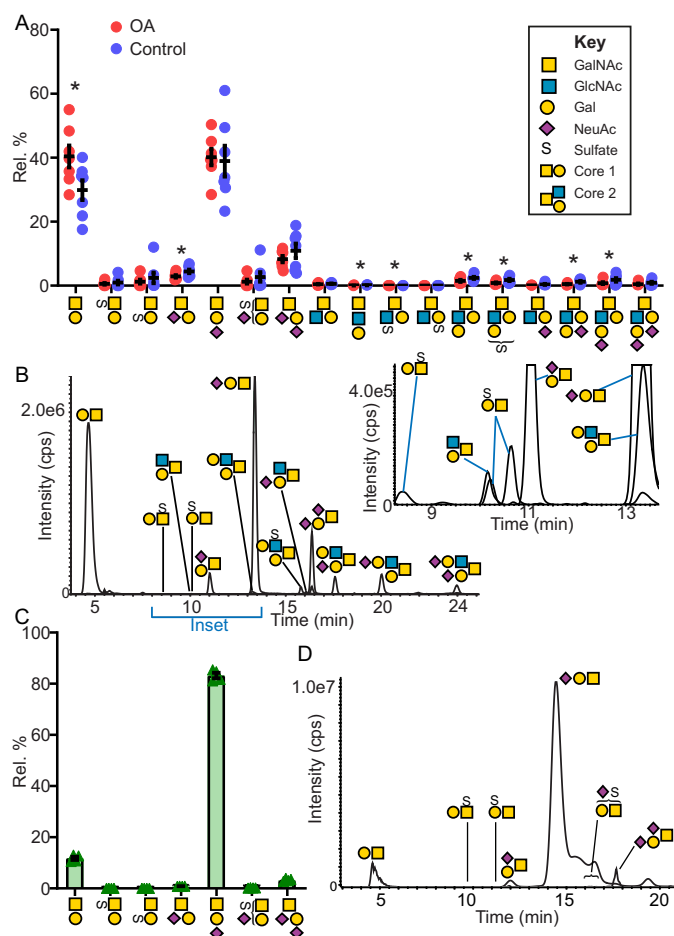 A
OA
Control
Rel. %
80
60
40
20
0
*
*
*
*
*
*
*
*
S
S
S
S
S
S
Key
GalNAc
GlcNAc
Gal
NeuAc
S Sulfate
Core 1
Core 2
B
Intensity (cps)
2.0e6
0
5
10
15
20
24
Time (min)
Inset
S
S
S
Intensity (cps)
4.0e5
0
9
11
13
Time (min)
S
S
C
Rel. %
100
80
60
40
20
0
S
S
S
D
Intensity (cps)
1.0e7
0
5
10
15
20
Time (min)
S
S
S